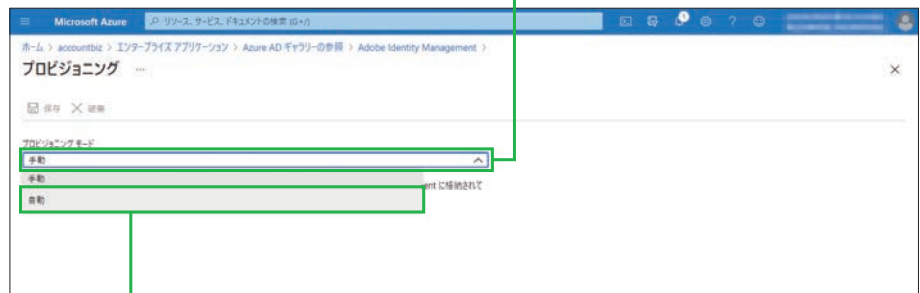 Microsoft Azure
リソース、サービス、ドキュメントの検索 (G+/)
ホーム > accountbiz > エンタープライズ アプリケーション > Azure AD ギャラリーの参照 > Adobe Identity Management >
プロビジョニング …
保存 破棄
プロビジョニング モード
手動
手動
ent に格納されて
自動